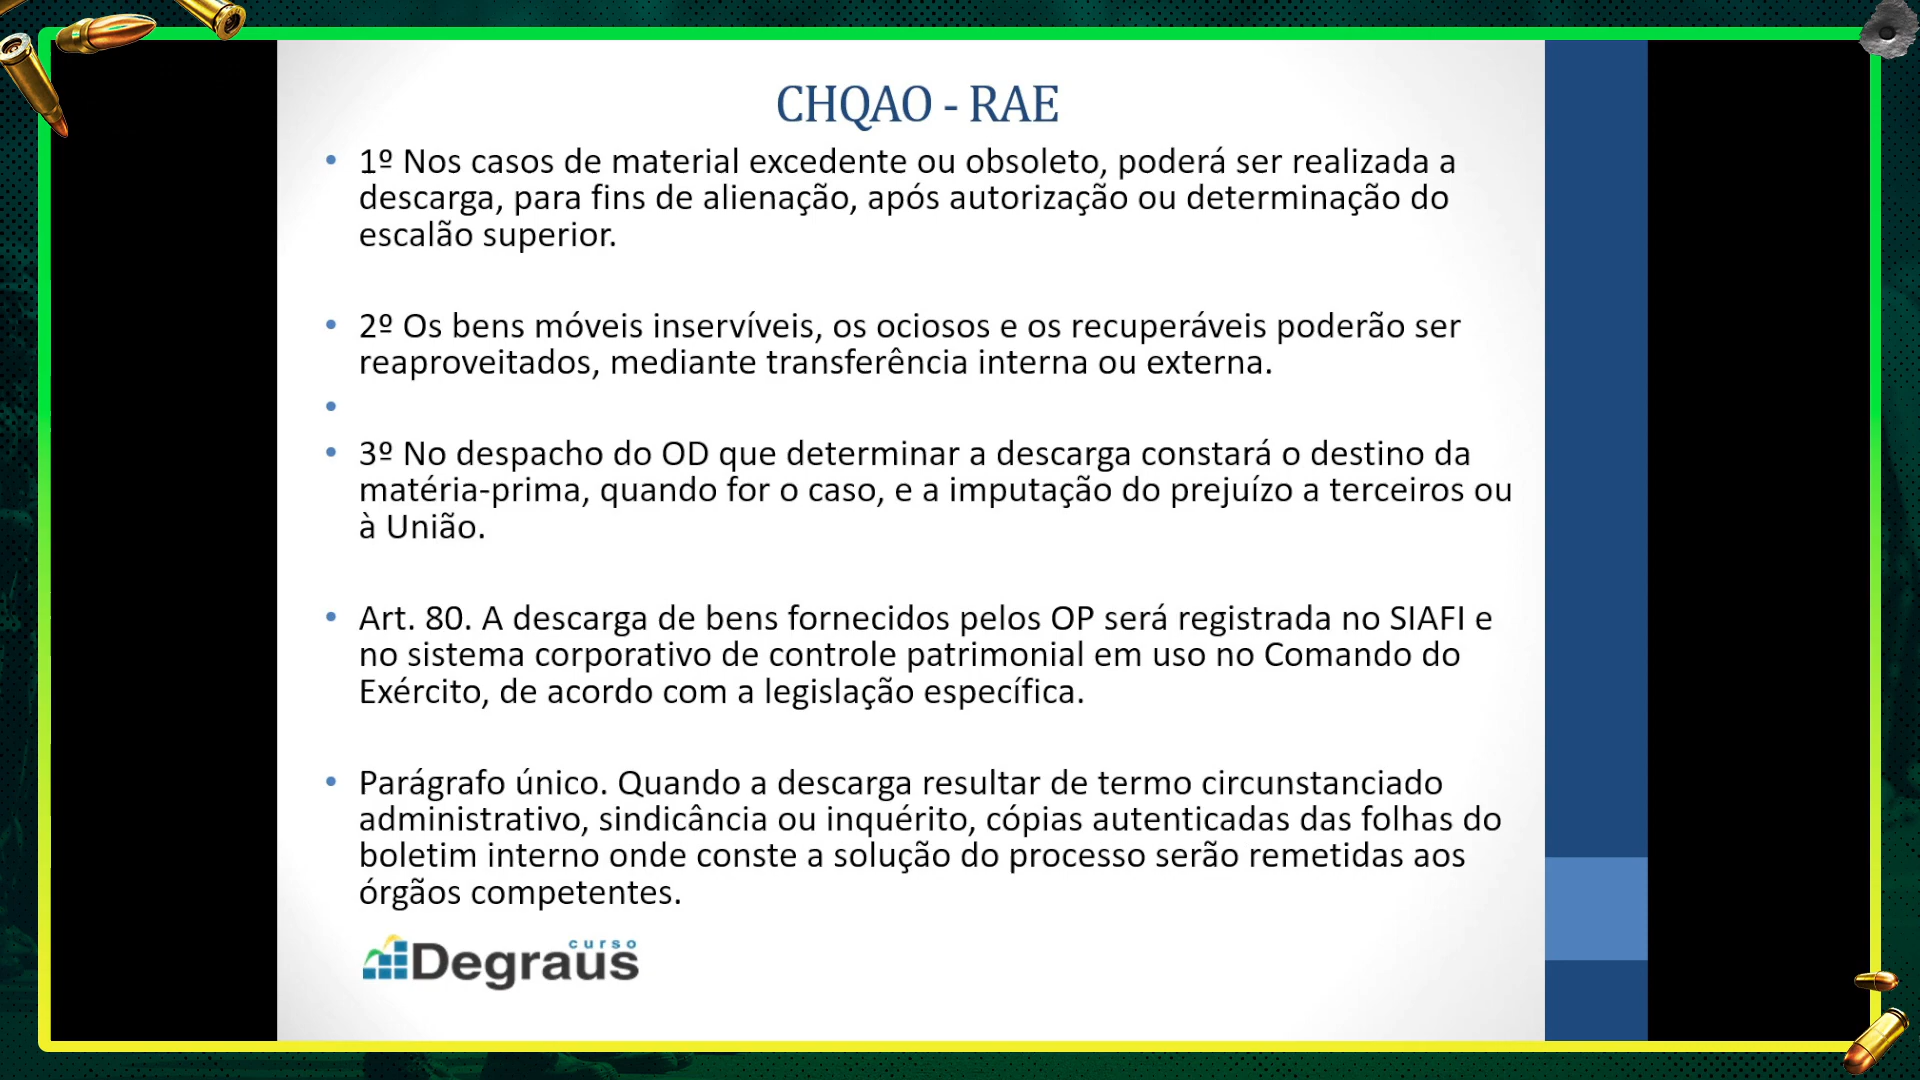 CHQAO - RAE
• 1º Nos casos de material excedente ou obsoleto, poderá ser realizada a
descarga, para fins de alienação, após autorização ou determinação do
escalão superior.
• 2º Os bens móveis inservíveis, os ociosos e os recuperáveis poderão ser
reaproveitados, mediante transferência interna ou externa.
•
• 3º No despacho do OD que determinar a descarga constará o destino da
matéria-prima, quando for o caso, e a imputação do prejuízo a terceiros ou
à União.
• Art. 80. A descarga de bens fornecidos pelos OP será registrada no SIAFI e
no sistema corporativo de controle patrimonial em uso no Comando do
Exército, de acordo com a legislação específica.
• Parágrafo único. Quando a descarga resultar de termo circunstanciado
administrativo, sindicância ou inquérito, cópias autenticadas das folhas do
boletim interno onde conste a solução do processo serão remetidas aos
órgãos competentes.
curso
Degraus